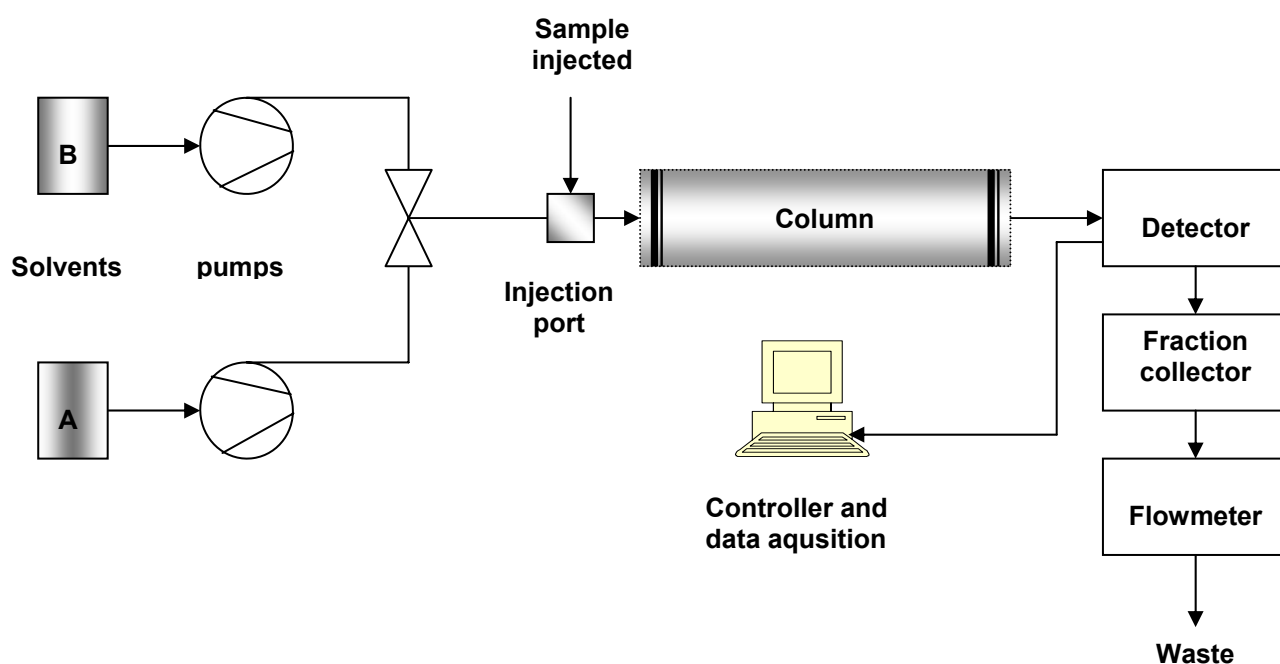 Sample
injected
B
Solvents
pumps
A
Injection
port
Column
Detector
Fraction
collector
Flowmeter
Waste
Controller and
data aqusition